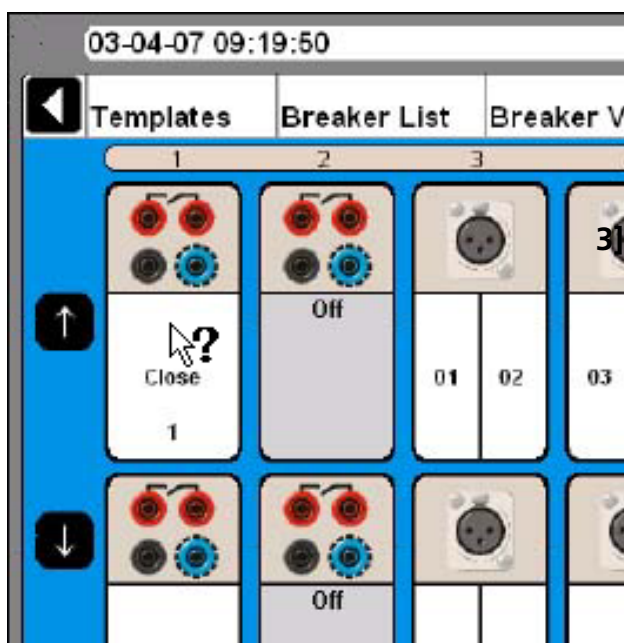 03-04-07 09:19:50
Templates Breaker List Breaker V
1 2 3
3]
Off
?
Close 01 02 03
1
Off